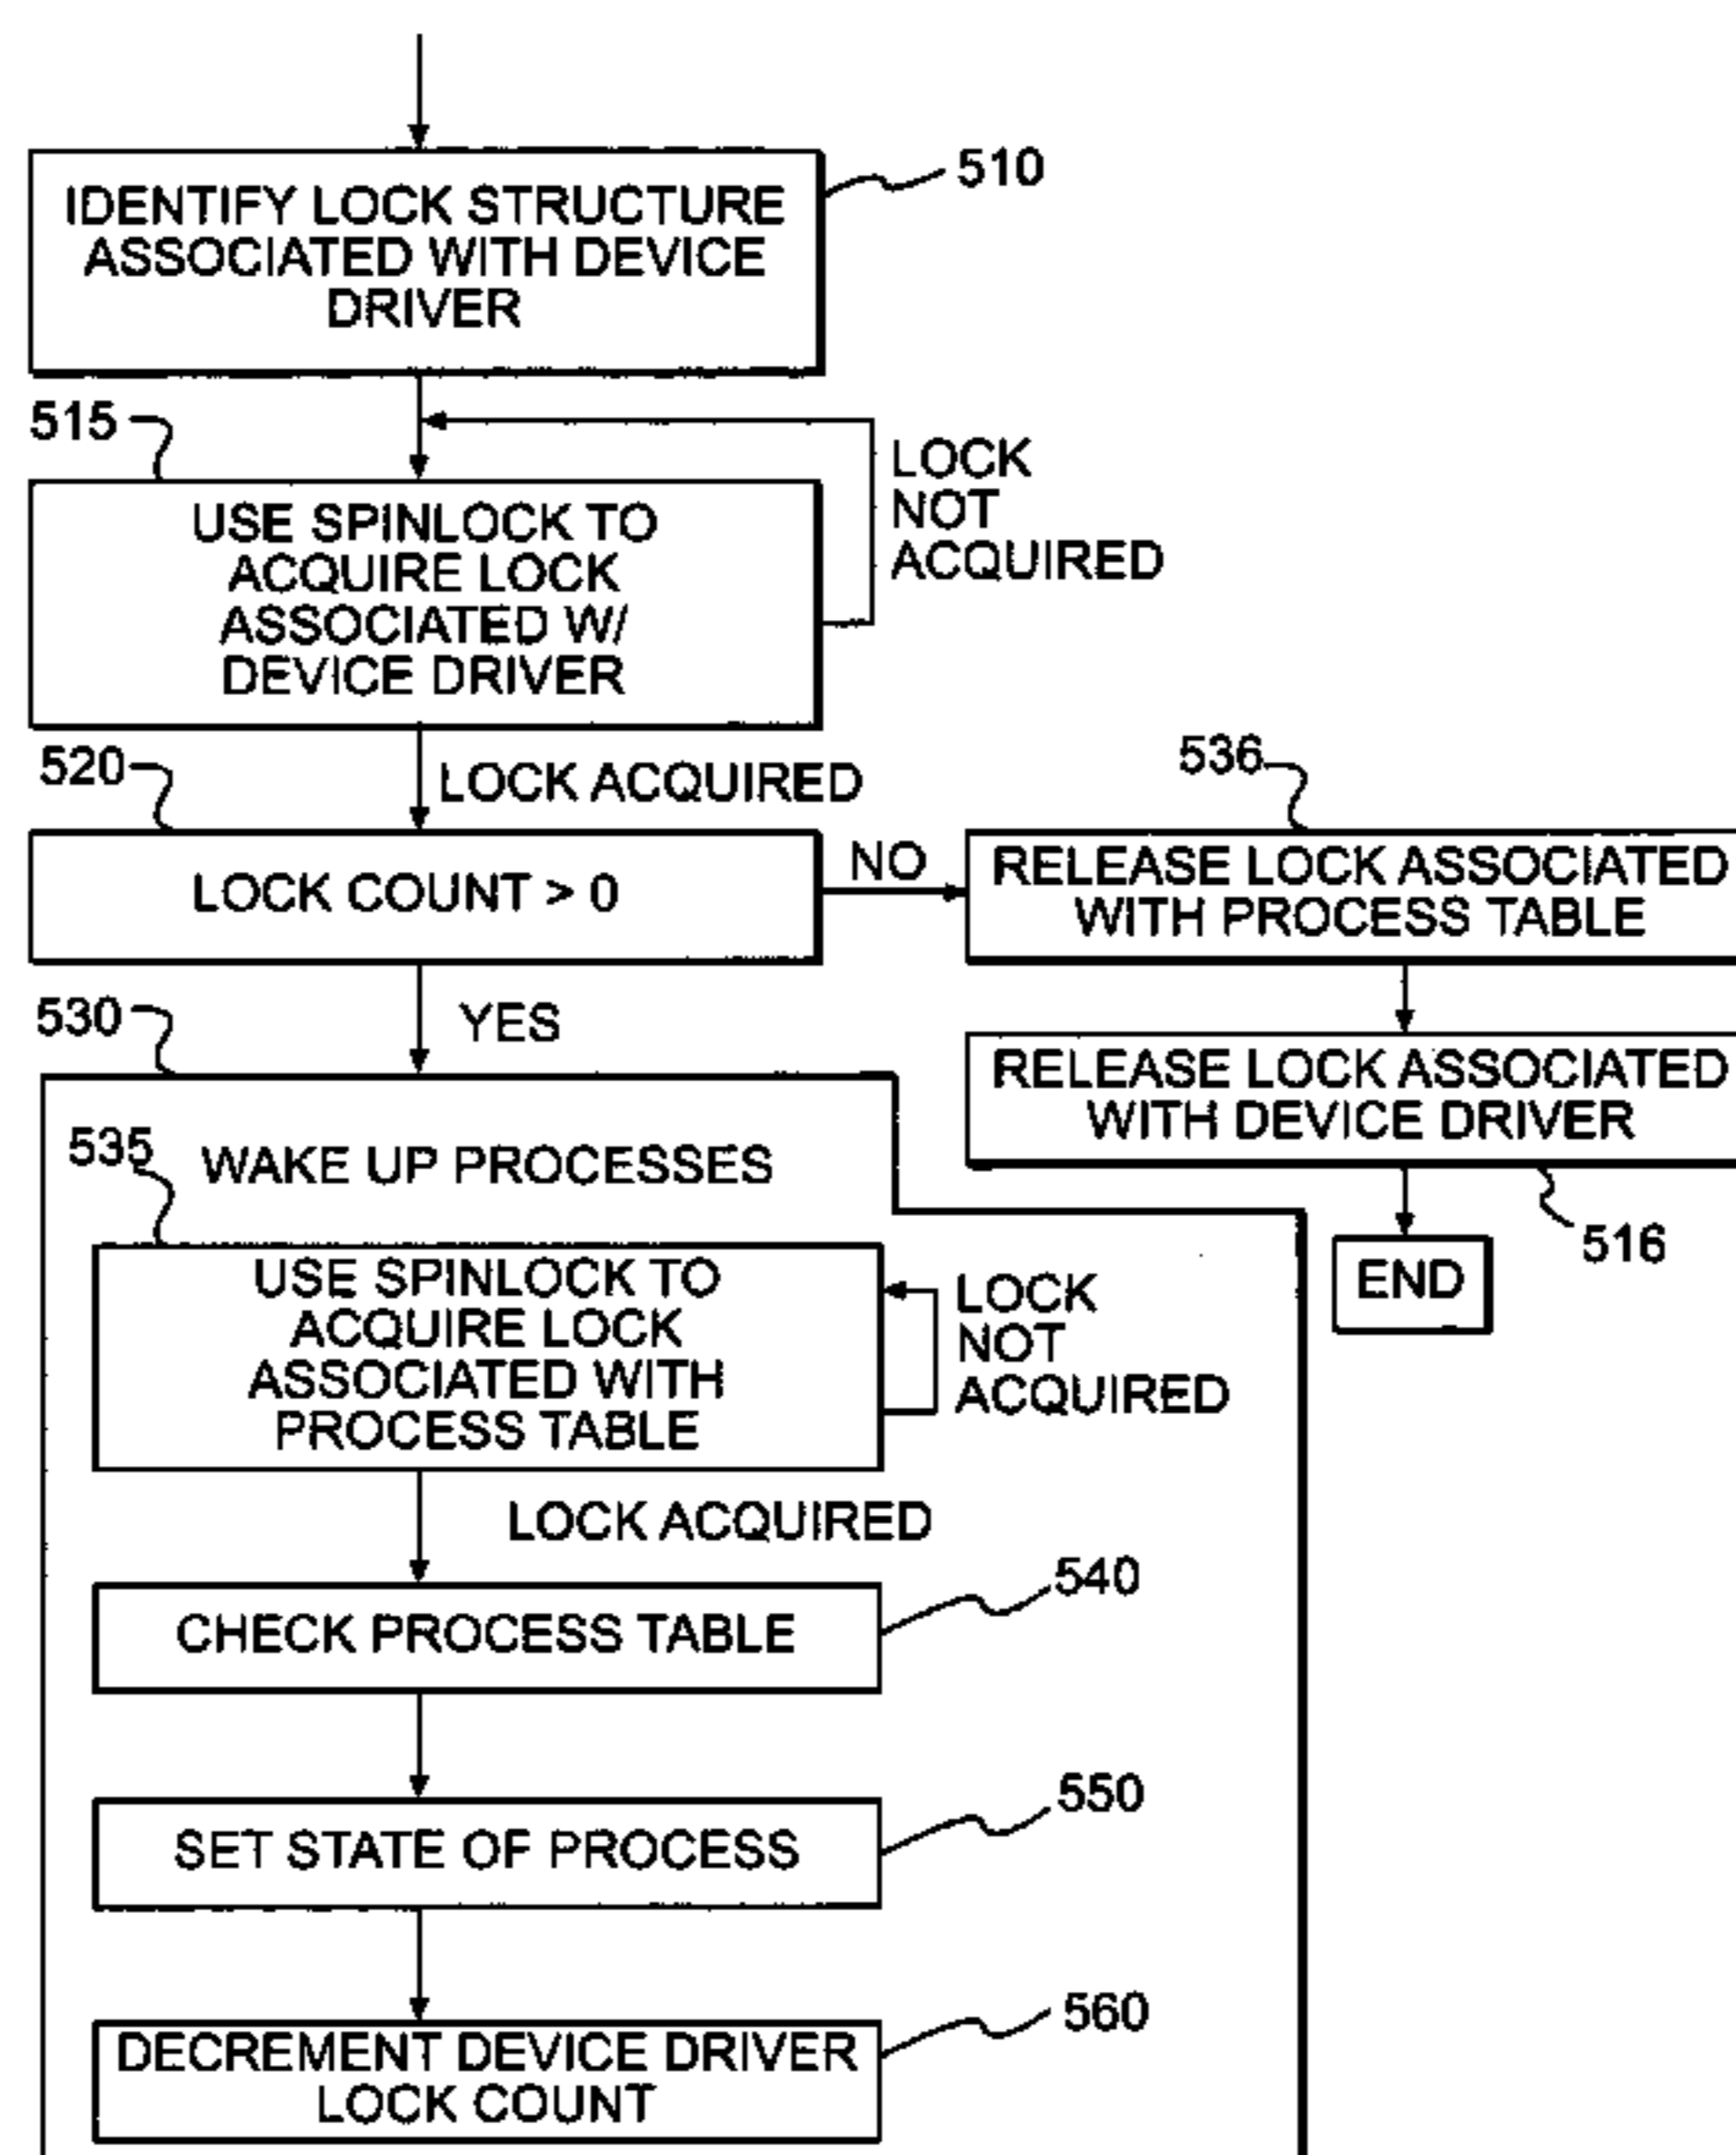 510
IDENTIFY LOCK STRUCTURE
ASSOCIATED WITH DEVICE
DRIVER
515
LOCK
NOT
ACQUIRED
USE SPINLOCK TO
ACQUIRE LOCK
ASSOCIATED W/
DEVICE DRIVER
520
LOCK ACQUIRED
LOCK COUNT > 0
NO
536
RELEASE LOCK ASSOCIATED
WITH PROCESS TABLE
530
YES
RELEASE LOCK ASSOCIATED
WITH DEVICE DRIVER
516
END
WAKE UP PROCESSES
535
USE SPINLOCK TO
ACQUIRE LOCK
ASSOCIATED WITH
PROCESS TABLE
LOCK
NOT
ACQUIRED
LOCK ACQUIRED
540
CHECK PROCESS TABLE
550
SET STATE OF PROCESS
560
DECREMENT DEVICE DRIVER
LOCK COUNT